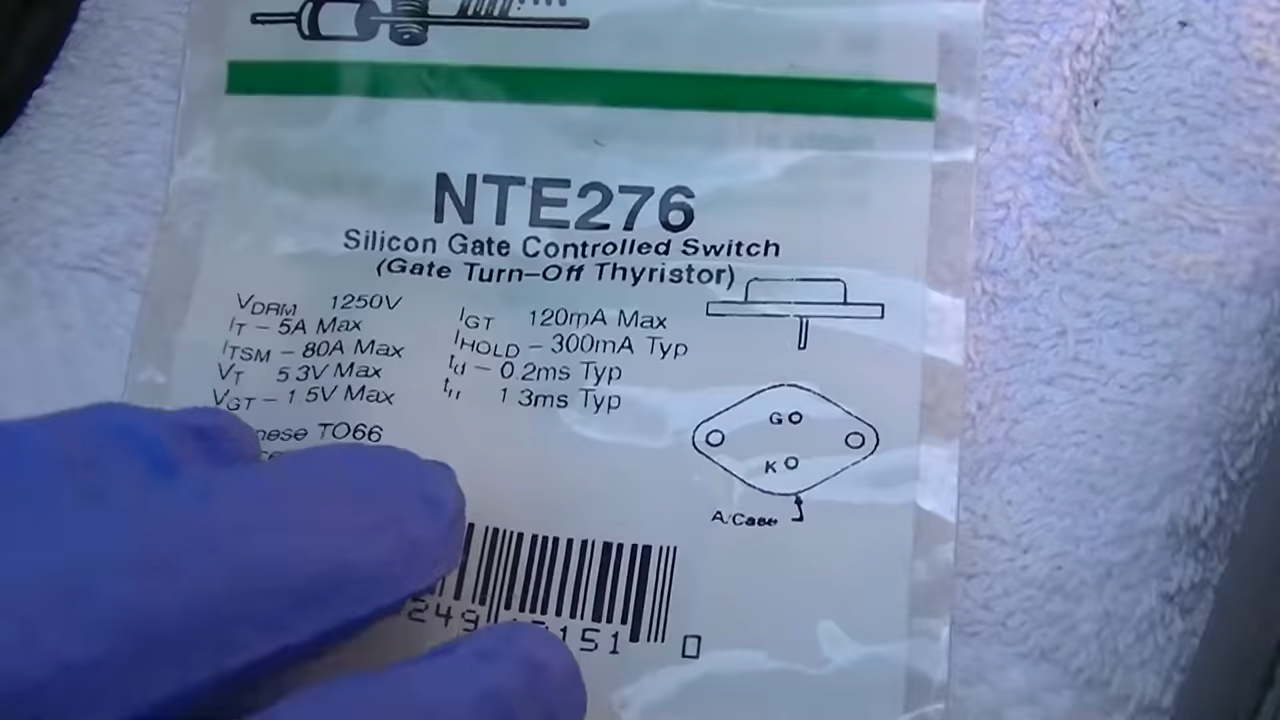 NTE276
Silicon Gate Controlled Switch
(Gate Turn–Off Thyristor)
VDRM 1250V
IT – 5A Max
ITSM – 80A Max
VT 5 3V Max
VGT – 1 5V Max
IGT 120mA Max
IHOLD – 300mA Typ
td – 0 2ms Typ
1 3ms Typ
TO66
G
K
A/Case
249
151
0